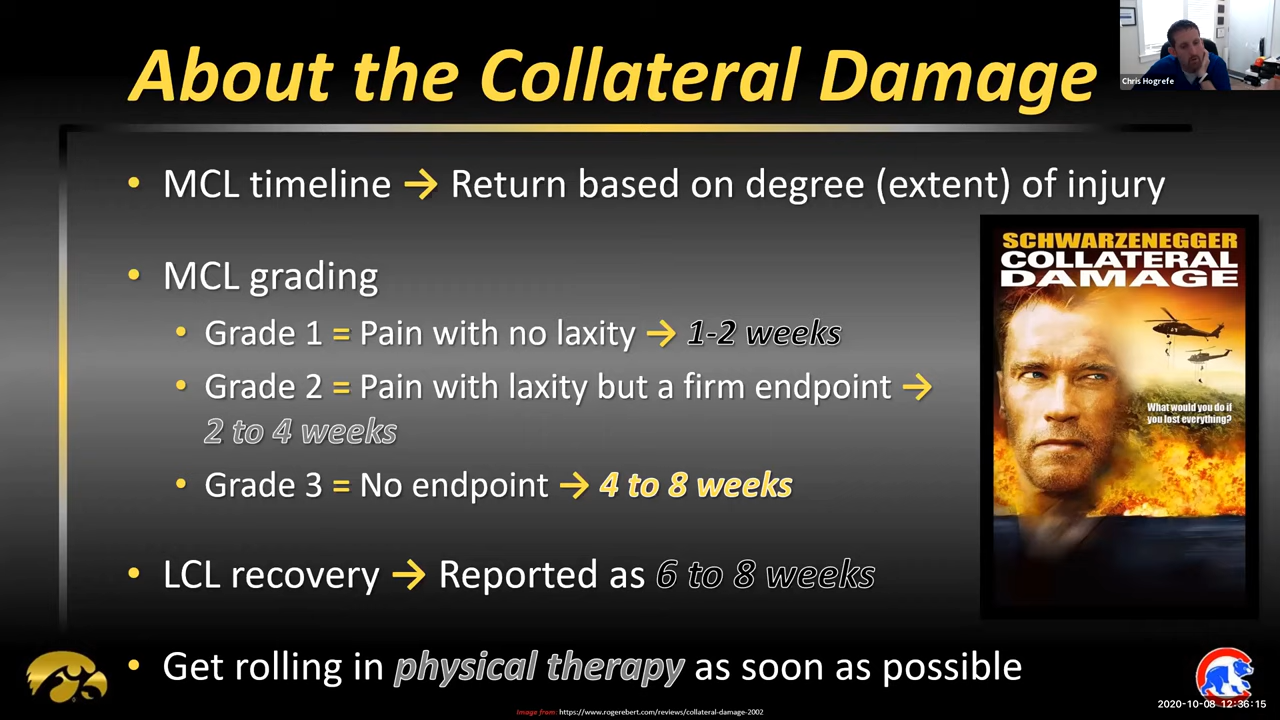 About the Collateral Damage
Chris Hogrefe
• MCL timeline → Return based on degree (extent) of injury
• MCL grading
• Grade 1 = Pain with no laxity → 1-2 weeks
• Grade 2 = Pain with laxity but a firm endpoint →
2 to 4 weeks
• Grade 3 = No endpoint → 4 to 8 weeks
• LCL recovery → Reported as 6 to 8 weeks
• Get rolling in physical therapy as soon as possible
SCHWARZENEGGER
COLLATERAL
DAMAGE
What would you do if
you lost everything?
Image from: https://www.rogerebert.com/reviews/collateral-damage-2002
2020-10-08 12:36:15